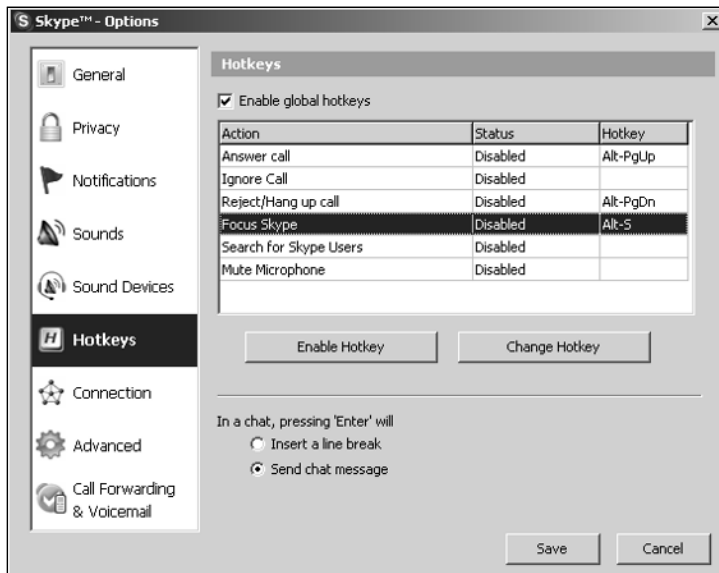 Skype™ - Options
General
Privacy
Notifications
Sounds
Sound Devices
Hotkeys
Connection
Advanced
Call Forwarding
& Voicemail
Hotkeys
Enable global hotkeys
Action Status Hotkey
Answer call Disabled Alt-PgUp
Ignore Call Disabled
Reject/Hang up call Disabled Alt-PgDn
Focus Skype Disabled Alt-S
Search for Skype Users Disabled
Mute Microphone Disabled
Enable Hotkey Change Hotkey
In a chat, pressing 'Enter' will
Insert a line break
Send chat message
Save Cancel